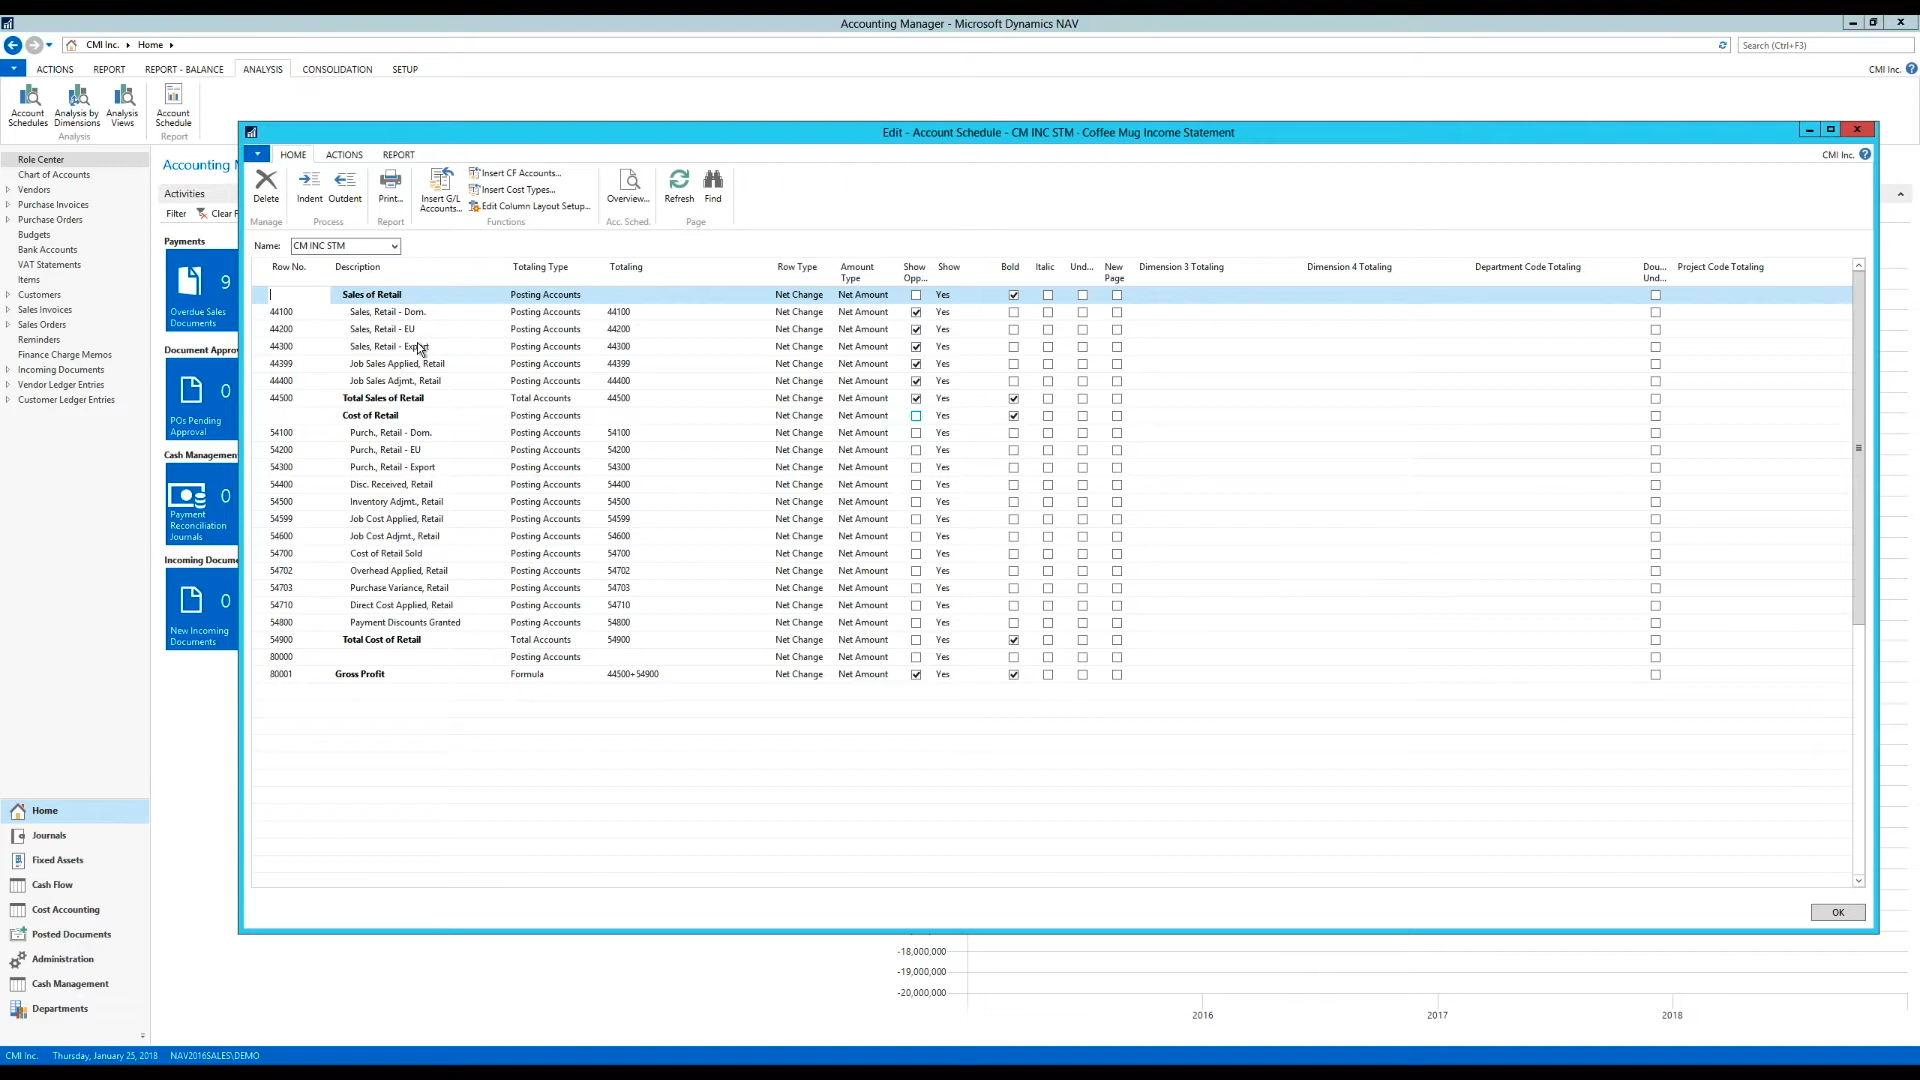 Accounting Manager - Microsoft Dynamics NAV
CMI Inc. Home
Search (Ctrl+F3)
ACTIONS REPORT REPORT - BALANCE ANALYSIS CONSOLIDATION SETUP
CMI Inc.
Account Schedules
Analysis by Dimensions
Analysis Views
Account Schedule
Analysis
Report
Role Center
Chart of Accounts
Vendors
Purchase Invoices
Purchase Orders
Budgets
Bank Accounts
VAT Statements
Items
Customers
Sales Invoices
Sales Orders
Reminders
Finance Charge Memos
Incoming Documents
Vendor Ledger Entries
Customer Ledger Entries
Home
Journals
Fixed Assets
Cash Flow
Cost Accounting
Posted Documents
Administration
Cash Management
Departments
Accounting M
Activities
Filter Clear F
Payments
9
Overdue Sales
Documents
Document Approv
0
POs Pending
Approval
Cash Managemen
0
Payment
Reconciliation
Journals
Incoming Docume
0
New Incoming
Documents
Edit - Account Schedule - CM INC STM · Coffee Mug Income Statement
HOME ACTIONS REPORT
CMI Inc.
Delete
Indent
Outdent
Print...
Insert G/L Accounts...
Insert CF Accounts...
Insert Cost Types...
Edit Column Layout Setup...
Overview...
Refresh
Find
Manage Process Report Functions Acc. Sched. Page
Name: CM INC STM
Row No. Description Totaling Type Totaling Row Type Amount Type Show Opp... Show Bold Italic Und... New Page Dimension 3 Totaling Dimension 4 Totaling Department Code Totaling Dou... Und... Project Code Totaling
Sales of Retail Posting Accounts Net Change Net Amount Yes
44100 Sales, Retail - Dom. Posting Accounts 44100 Net Change Net Amount Yes
44200 Sales, Retail - EU Posting Accounts 44200 Net Change Net Amount Yes
44300 Sales, Retail - Export Posting Accounts 44300 Net Change Net Amount Yes
44399 Job Sales Applied, Retail Posting Accounts 44399 Net Change Net Amount Yes
44400 Job Sales Adjmt., Retail Posting Accounts 44400 Net Change Net Amount Yes
44500 Total Sales of Retail Total Accounts 44500 Net Change Net Amount Yes
Cost of Retail Posting Accounts Net Change Net Amount Yes
54100 Purch., Retail - Dom. Posting Accounts 54100 Net Change Net Amount Yes
54200 Purch., Retail - EU Posting Accounts 54200 Net Change Net Amount Yes
54300 Purch., Retail - Export Posting Accounts 54300 Net Change Net Amount Yes
54400 Disc. Received, Retail Posting Accounts 54400 Net Change Net Amount Yes
54500 Inventory Adjmt., Retail Posting Accounts 54500 Net Change Net Amount Yes
54599 Job Cost Applied, Retail Posting Accounts 54599 Net Change Net Amount Yes
54600 Job Cost Adjmt., Retail Posting Accounts 54600 Net Change Net Amount Yes
54700 Cost of Retail Sold Posting Accounts 54700 Net Change Net Amount Yes
54702 Overhead Applied, Retail Posting Accounts 54702 Net Change Net Amount Yes
54703 Purchase Variance, Retail Posting Accounts 54703 Net Change Net Amount Yes
54710 Direct Cost Applied, Retail Posting Accounts 54710 Net Change Net Amount Yes
54800 Payment Discounts Granted Posting Accounts 54800 Net Change Net Amount Yes
54900 Total Cost of Retail Total Accounts 54900 Net Change Net Amount Yes
80000 Posting Accounts Net Change Net Amount Yes
80001 Gross Profit Formula 44500+54900 Net Change Net Amount Yes
OK
-18,000,000
-19,000,000
-20,000,000
2016 2017 2018
CMI Inc. Thursday, January 25, 2018 NAV2016SALES\DEMO